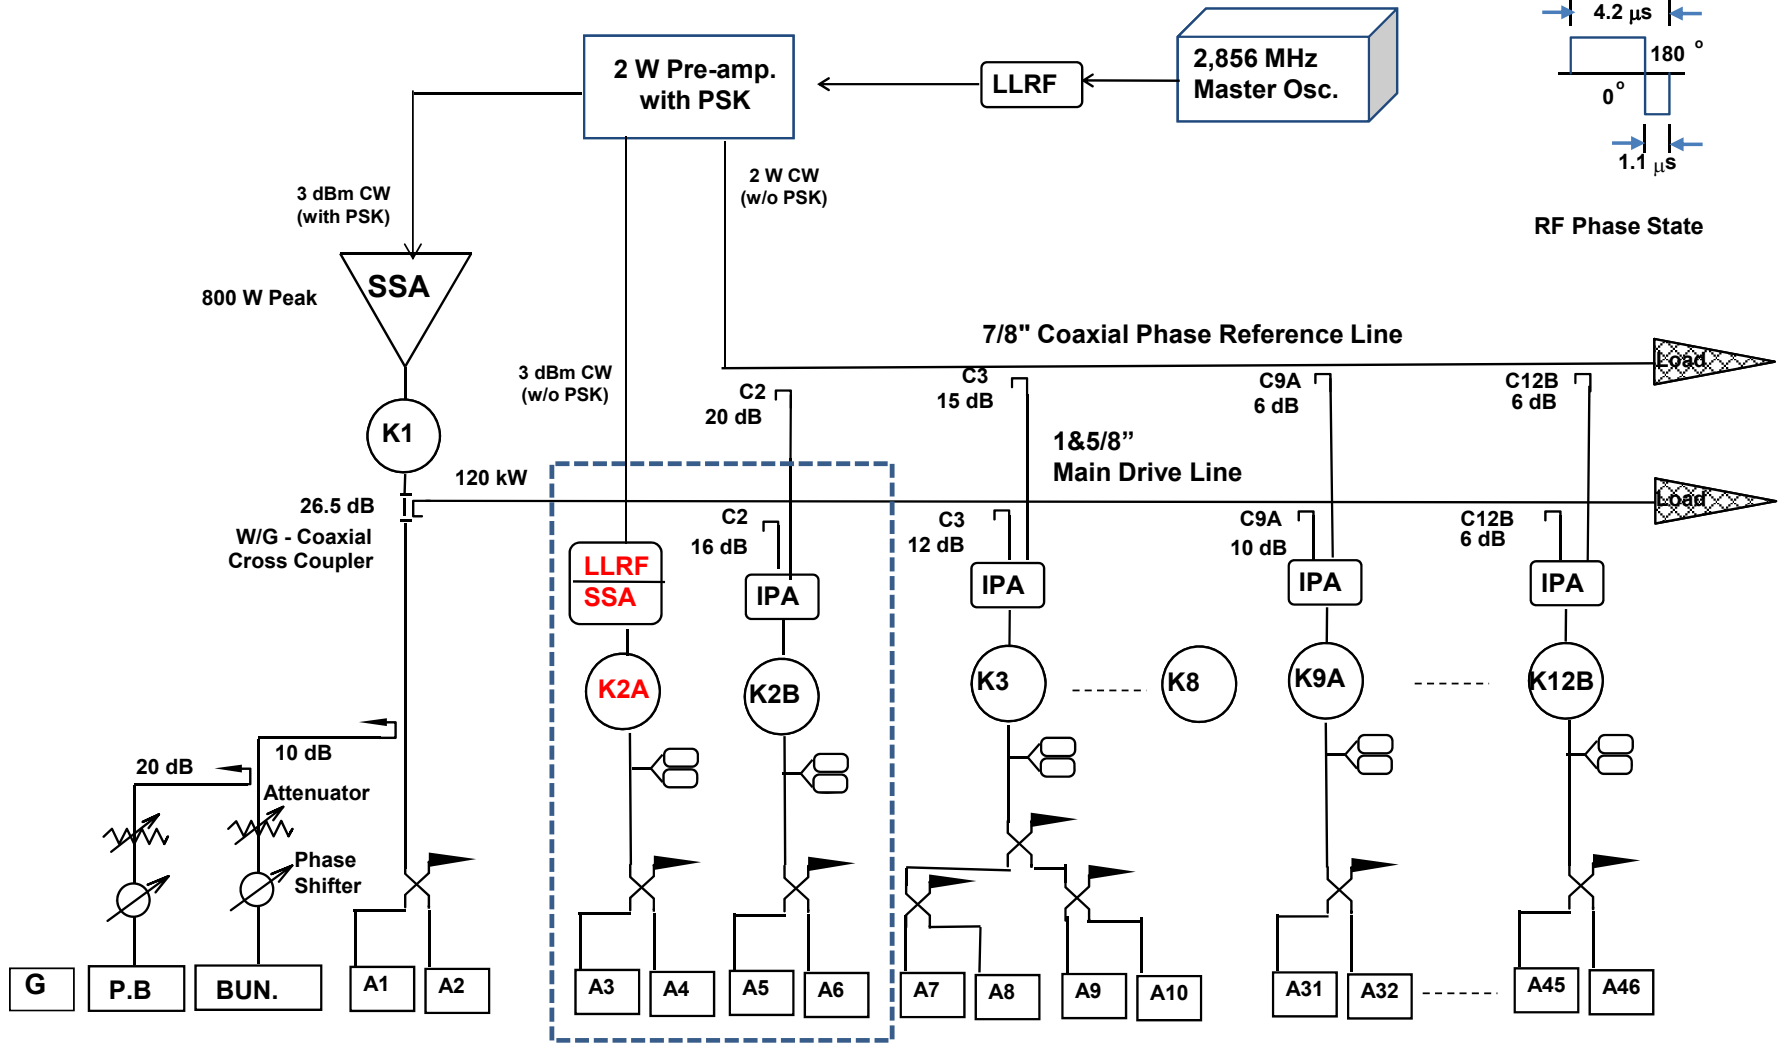 4.2 μs
180 °
0°
1.1 μs
RF Phase State
2 W Pre-amp.
with PSK
LLRF
2,856 MHz
Master Osc.
3 dBm CW
(with PSK)
2 W CW
(w/o PSK)
SSA
800 W Peak
7/8" Coaxial Phase Reference Line
Load
3 dBm CW
(w/o PSK)
C2
20 dB
C3
15 dB
C9A
6 dB
C12B
6 dB
K1
1&5/8”
Main Drive Line
120 kW
Load
26.5 dB
W/G - Coaxial
Cross Coupler
C2
16 dB
C3
12 dB
C9A
10 dB
C12B
6 dB
LLRF
SSA
IPA
IPA
IPA
IPA
K2A
K2B
K3
K8
K9A
K12B
10 dB
20 dB
Attenuator
Phase
Shifter
G
P.B
BUN.
A1
A2
A3
A4
A5
A6
A7
A8
A9
A10
A31
A32
A45
A46